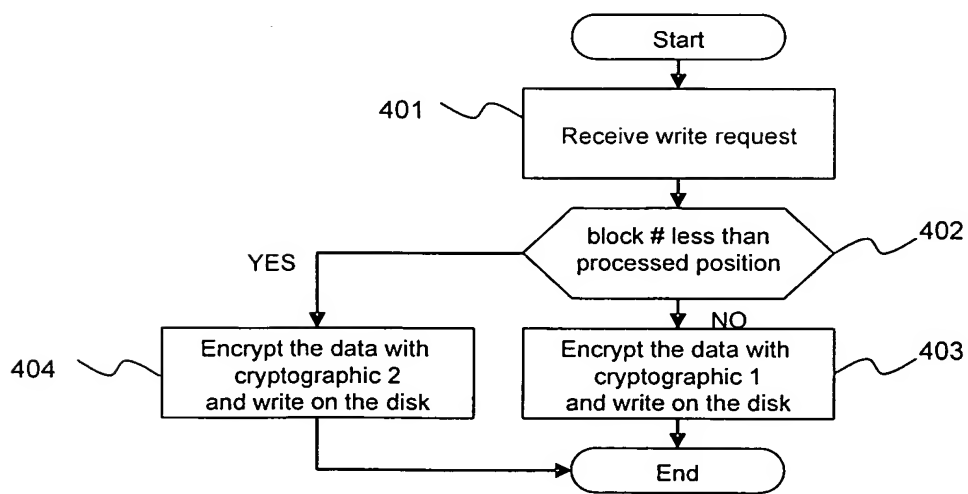 Start
401
Receive write request
block # less than
processed position
402
YES
NO
404
Encrypt the data with
cryptographic 2
and write on the disk
Encrypt the data with
cryptographic 1
and write on the disk
403
End